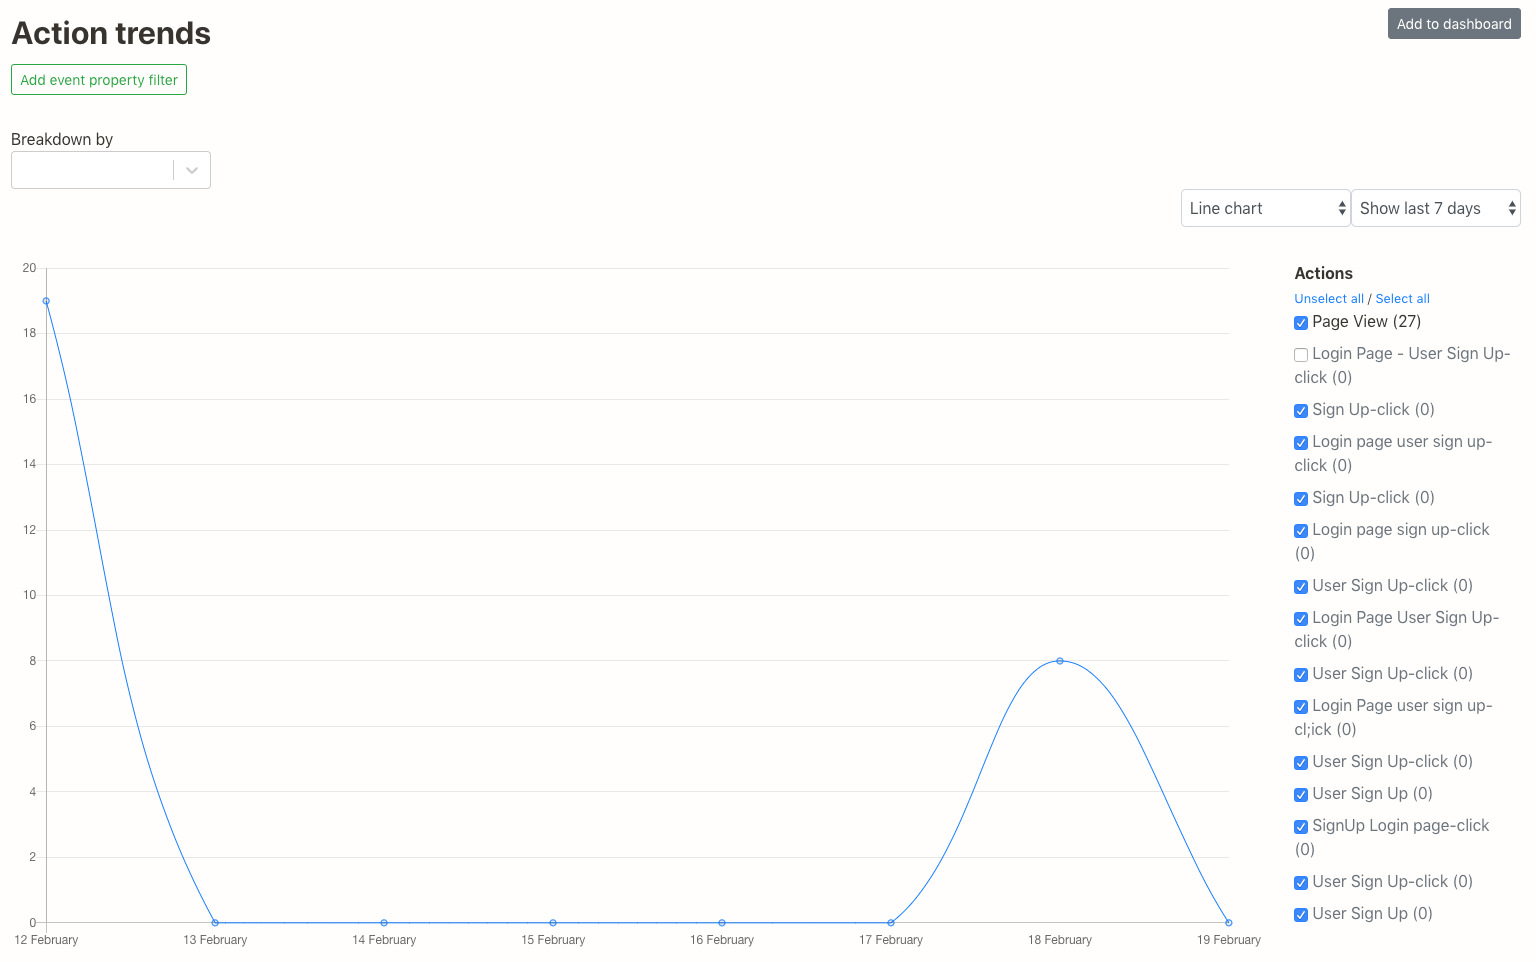 Action trends
Add to dashboard
Add event property filter
Breakdown by
Line chart
Show last 7 days
20
18
16
14
12
10
8
6
4
2
0
12 February
13 February
14 February
15 February
16 February
17 February
18 February
19 February
Actions
Unselect all / Select all
Page View (27)
Login Page - User Sign Up-
click (0)
Sign Up-click (0)
Login page user sign up-
click (0)
Sign Up-click (0)
Login page sign up-click
(0)
User Sign Up-click (0)
Login Page User Sign Up-
click (0)
User Sign Up-click (0)
Login Page user sign up-
cl;ick (0)
User Sign Up-click (0)
User Sign Up (0)
SignUp Login page-click
(0)
User Sign Up-click (0)
User Sign Up (0)